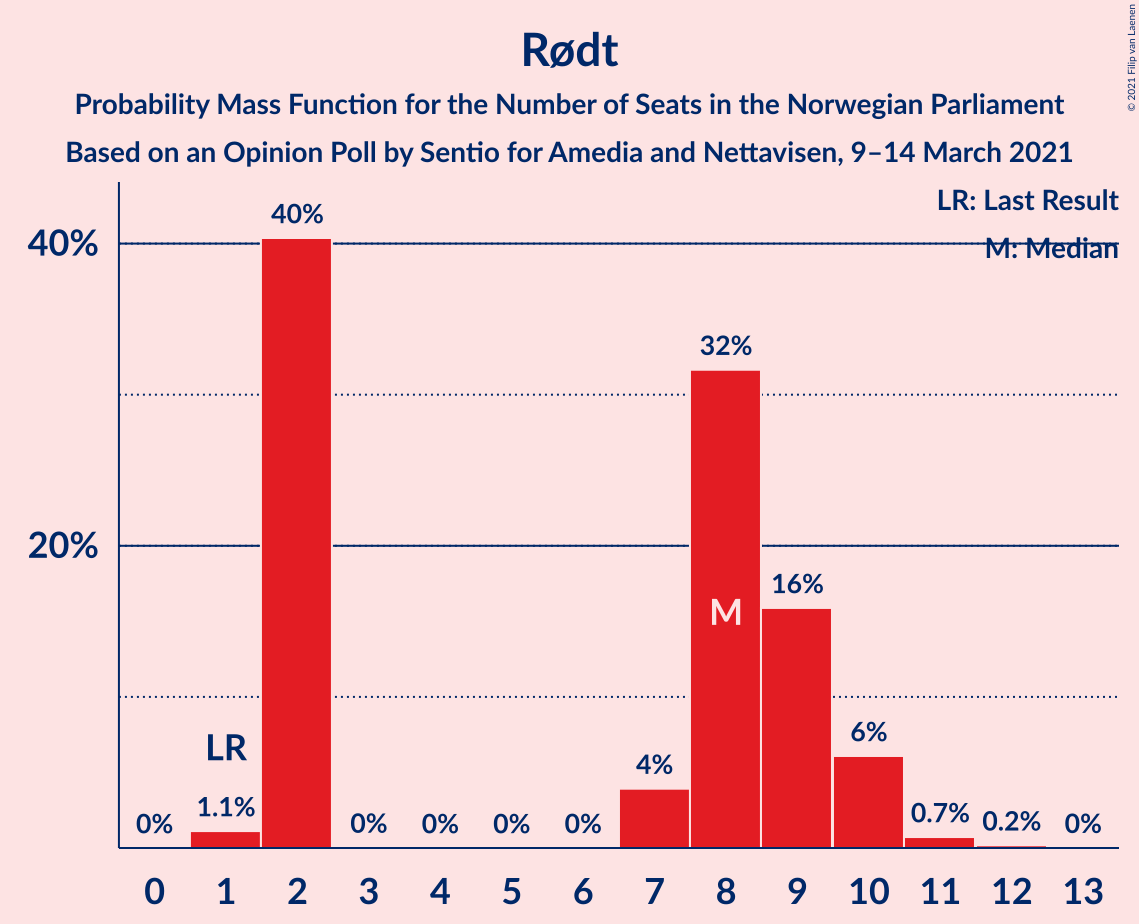 Rødt
Probability Mass Function for the Number of Seats in the Norwegian Parliament
Based on an Opinion Poll by Sentio for Amedia and Nettavisen, 9–14 March 2021
© 2021 Filip van Laenen
LR: Last Result
M: Median
40%
20%
0%
1.1%
LR
40%
0%
0%
0%
0%
4%
32%
M
16%
6%
0.7%
0.2%
0%
0 1 2 3 4 5 6 7 8 9 10 11 12 13